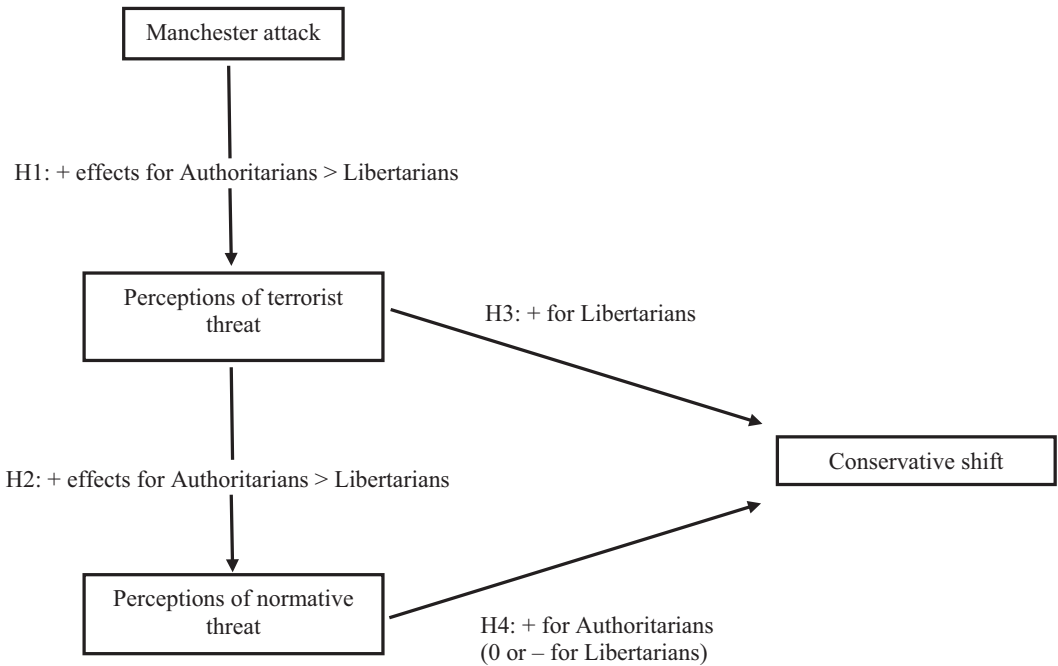 Manchester attack
H1: + effects for Authoritarians > Libertarians
Perceptions of terrorist
threat
H3: + for Libertarians
Conservative shift
H2: + effects for Authoritarians > Libertarians
Perceptions of normative
threat
H4: + for Authoritarians
(0 or – for Libertarians)